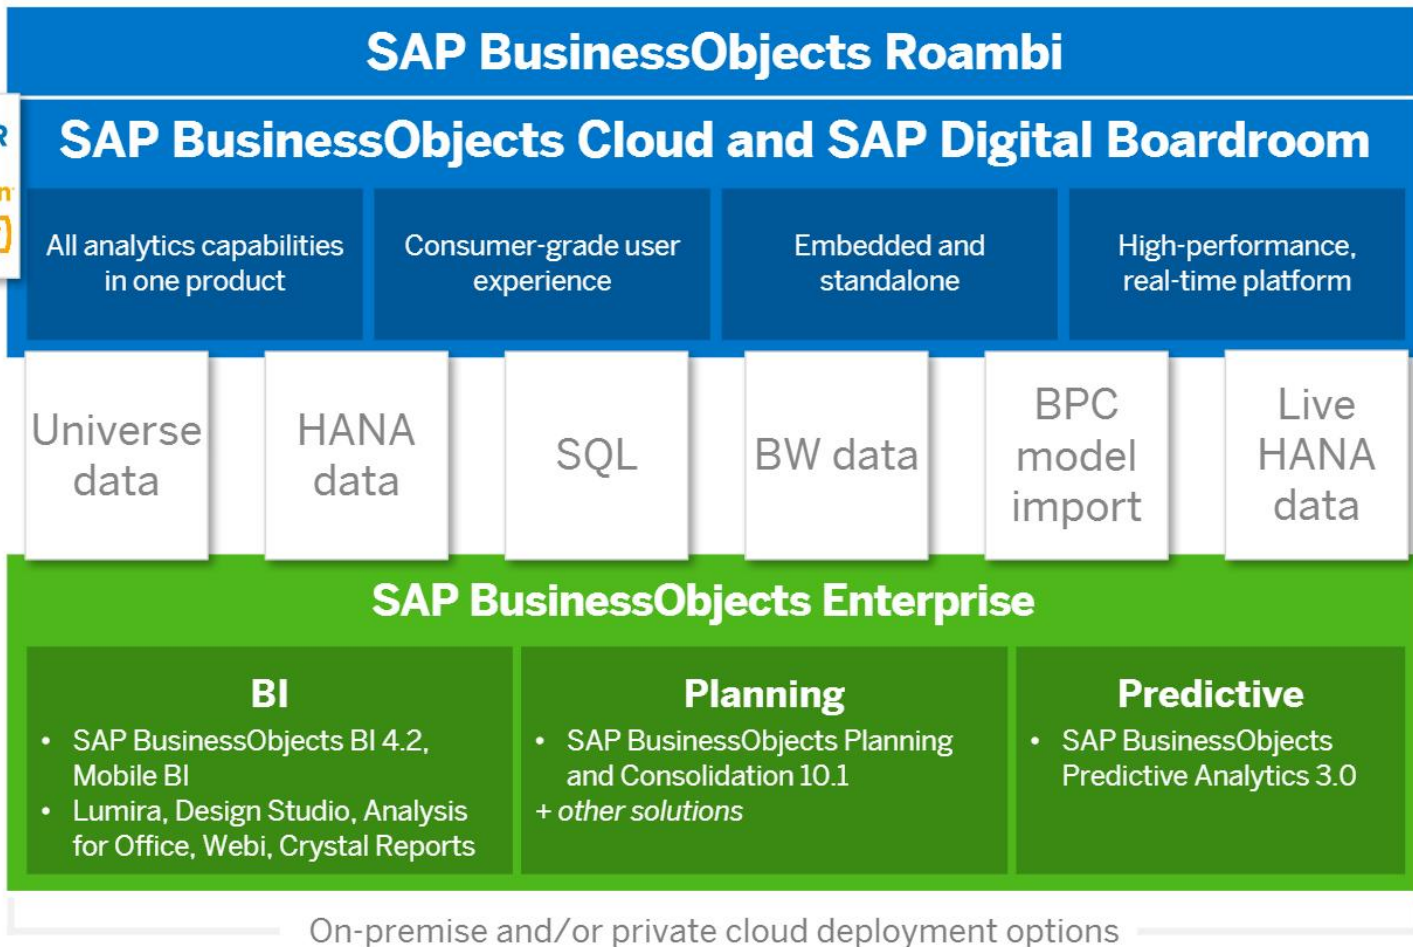 SAP BusinessObjects Roambi
SAP BusinessObjects Cloud and SAP Digital Boardroom
All analytics capabilities
in one product
Consumer-grade user
experience
Embedded and
standalone
High-performance,
real-time platform
Universe
data
HANA
data
SQL
BW data
BPC
model
import
Live
HANA
data
SAP BusinessObjects Enterprise
BI
• SAP BusinessObjects BI 4.2,
Mobile BI
• Lumira, Design Studio, Analysis
for Office, Webi, Crystal Reports
Planning
• SAP BusinessObjects Planning
and Consolidation 10.1
+ other solutions
Predictive
• SAP BusinessObjects
Predictive Analytics 3.0
On-premise and/or private cloud deployment options